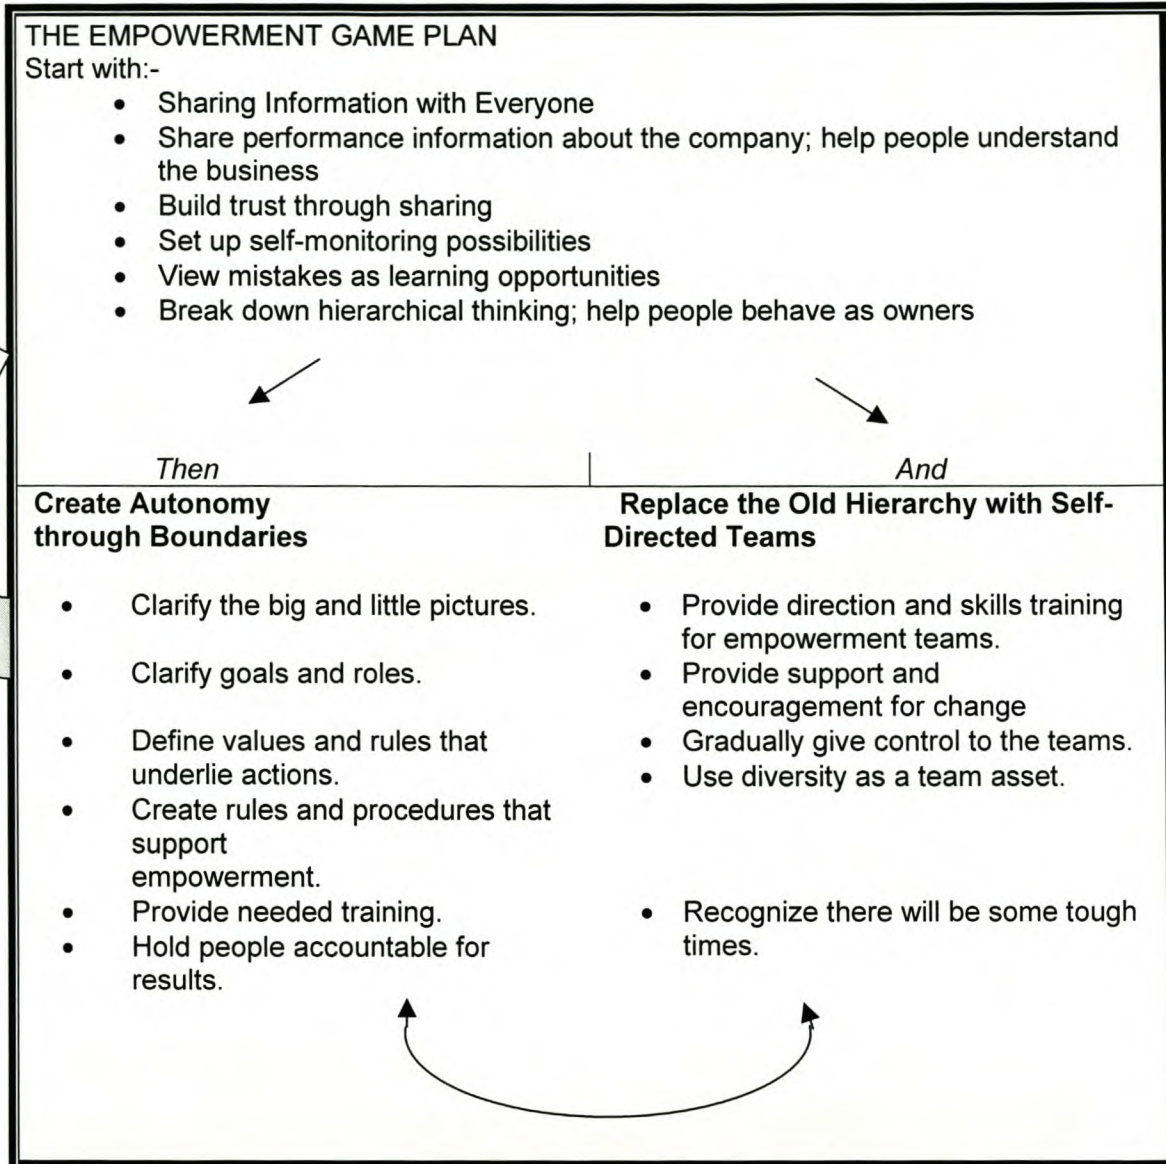 THE EMPOWERMENT GAME PLAN
Start with:-
• Sharing Information with Everyone
• Share performance information about the company; help people understand
the business
• Build trust through sharing
• Set up self-monitoring possibilities
• View mistakes as learning opportunities
• Break down hierarchical thinking; help people behave as owners
Then
And
Create Autonomy
through Boundaries
• Clarify the big and little pictures.
• Clarify goals and roles.
• Define values and rules that
underlie actions.
• Create rules and procedures that
support
empowerment.
• Provide needed training.
• Hold people accountable for
results.
Replace the Old Hierarchy with Self-
Directed Teams
• Provide direction and skills training
for empowerment teams.
• Provide support and
encouragement for change
• Gradually give control to the teams.
• Use diversity as a team asset.
• Recognize there will be some tough
times.